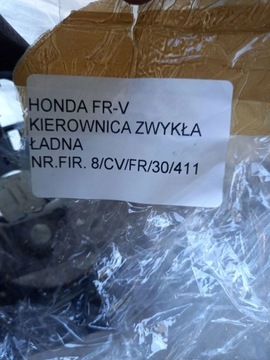 HONDA FR-V
KIEROWNICA ZWYKŁA
ŁADNA
NR.FIR. 8/CV/FR/30/411